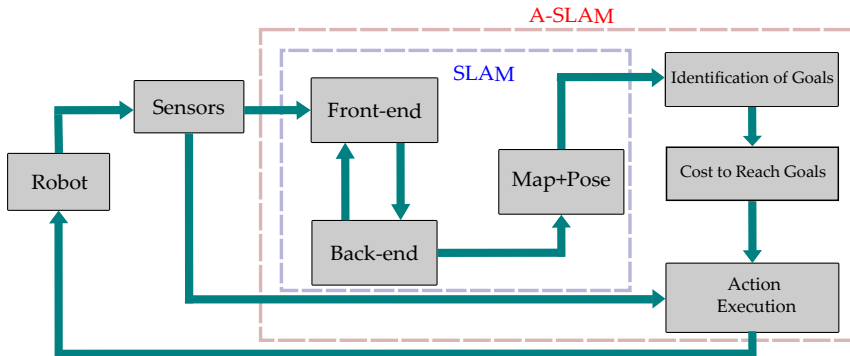 A-SLAM
SLAM
Identification of Goals
Sensors
Front-end
Robot
Map+Pose
Cost to Reach Goals
Back-end
Action
Execution